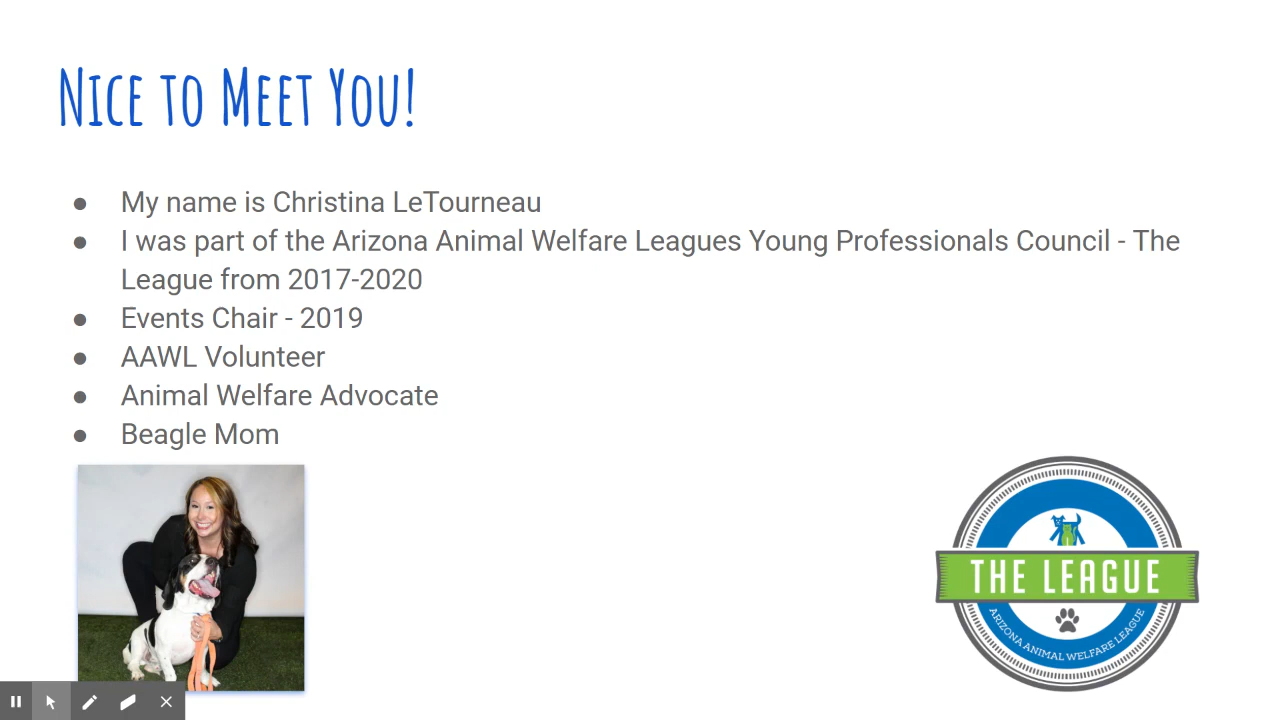 Nice to Meet You!
● My name is Christina LeTourneau
● I was part of the Arizona Animal Welfare Leagues Young Professionals Council - The
League from 2017-2020
● Events Chair - 2019
● AAWL Volunteer
● Animal Welfare Advocate
● Beagle Mom
THE LEAGUE
ARIZONA ANIMAL WELFARE LEAGUE